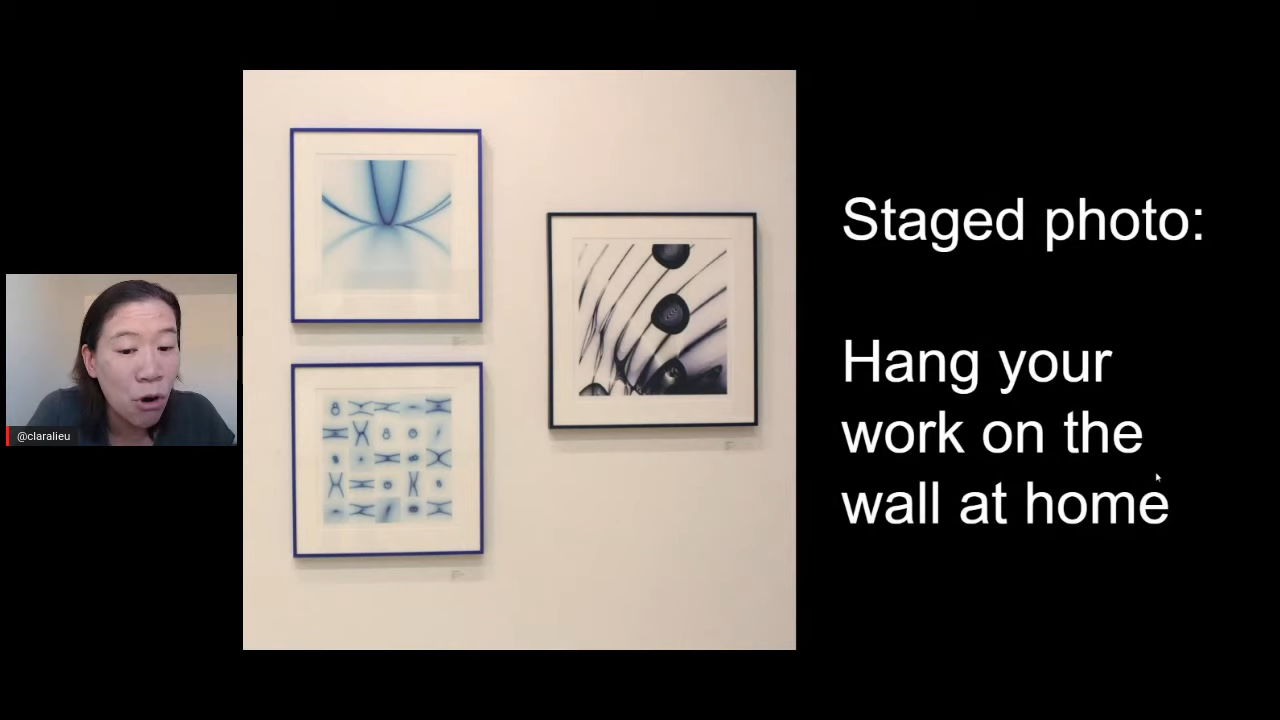 Staged photo:
Hang your
work on the
wall at home
@claralieu